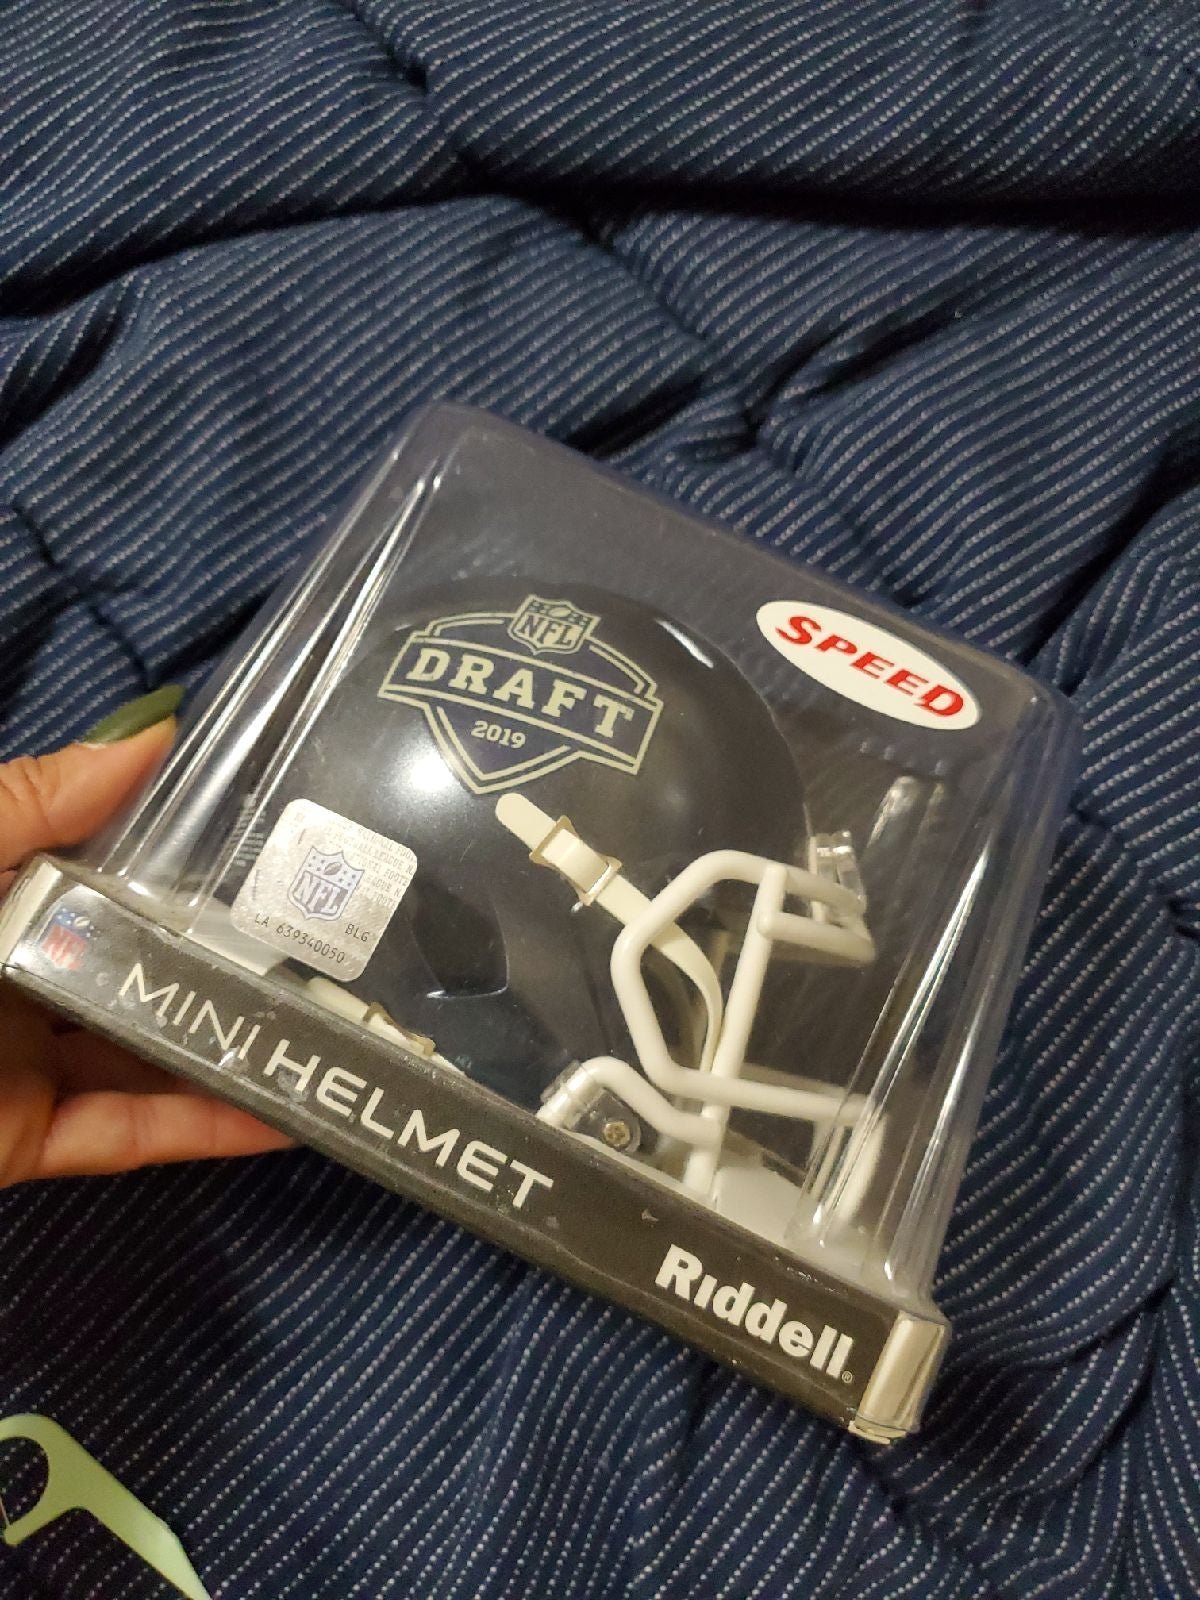 SPEED
NFL
DRAFT
2019
NFL
BLG
LA 639340050
NFL
MINI HELMET
Riddell®